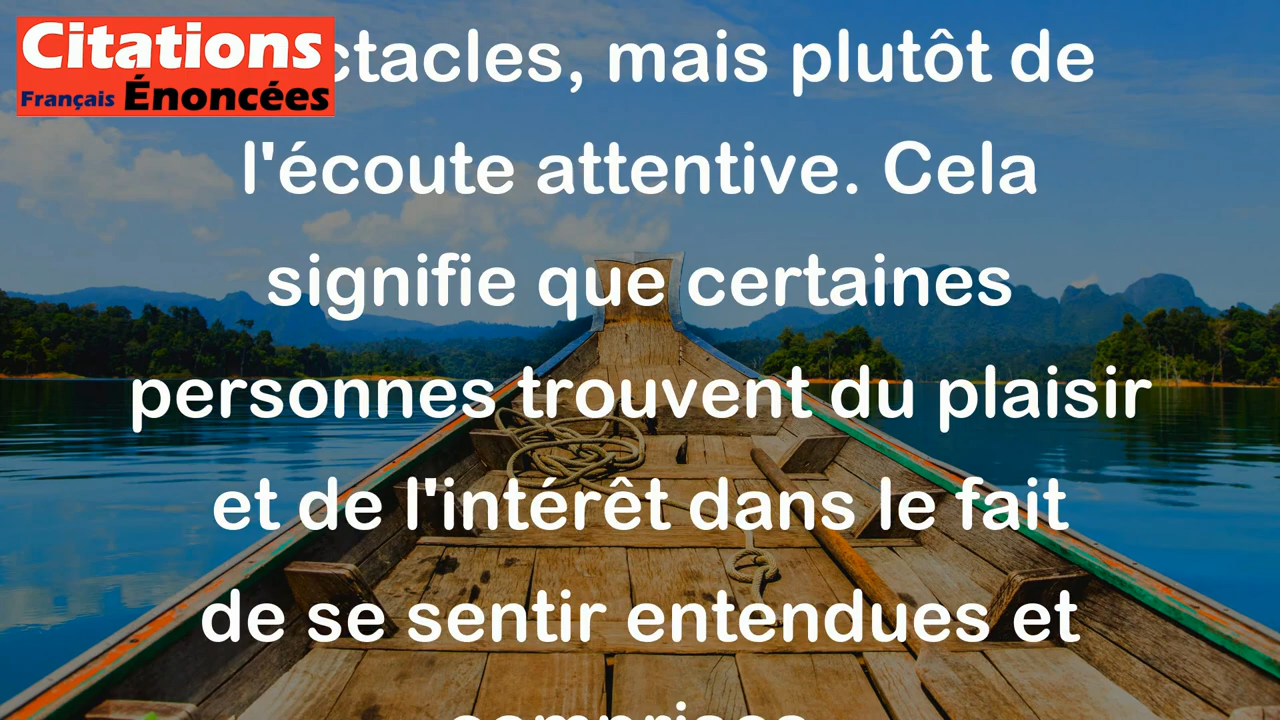 Citations
Français Énoncées
ctacles, mais plutôt de
l'écoute attentive. Cela
signifie que certaines
personnes trouvent du plaisir
et de l'intérêt dans le fait
de se sentir entendues et